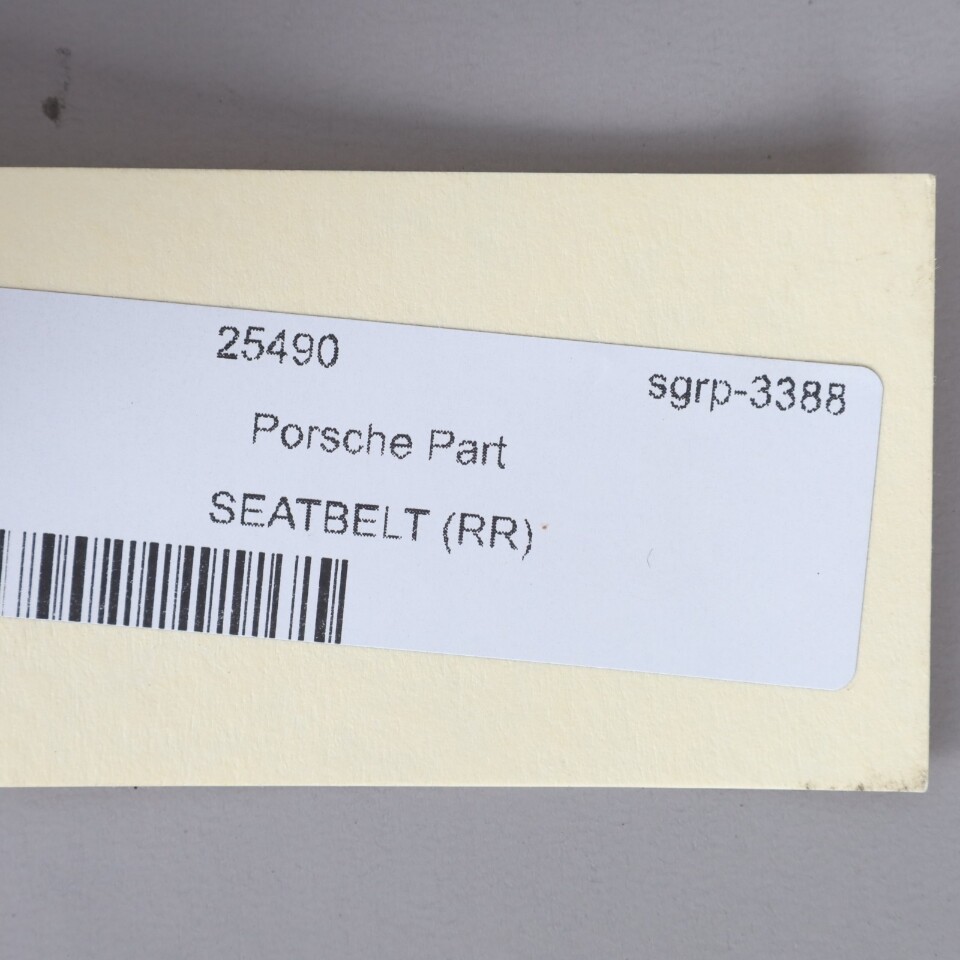 25490 sgrp-3388
Porsche Part
SEATBELT (RR)